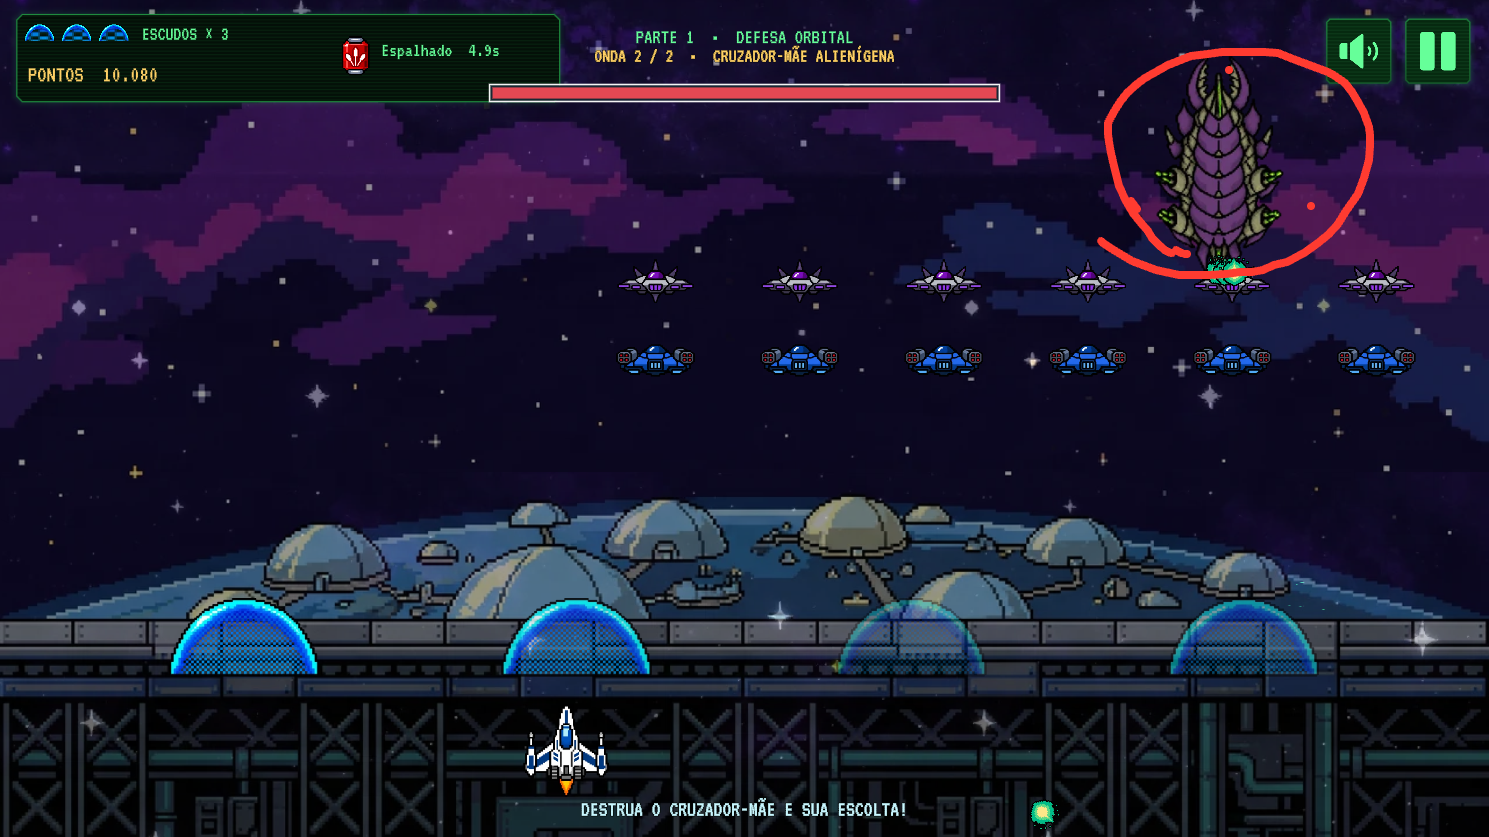 ESCUDOS X 3
Espalhado 4.9s
PONTOS 10.080
PARTE 1 • DEFESA ORBITAL
ONDA 2 / 2 • CRUZADOR-MÃE ALIENÍGENA
DESTRUA O CRUZADOR-MÃE E SUA ESCOLTA!